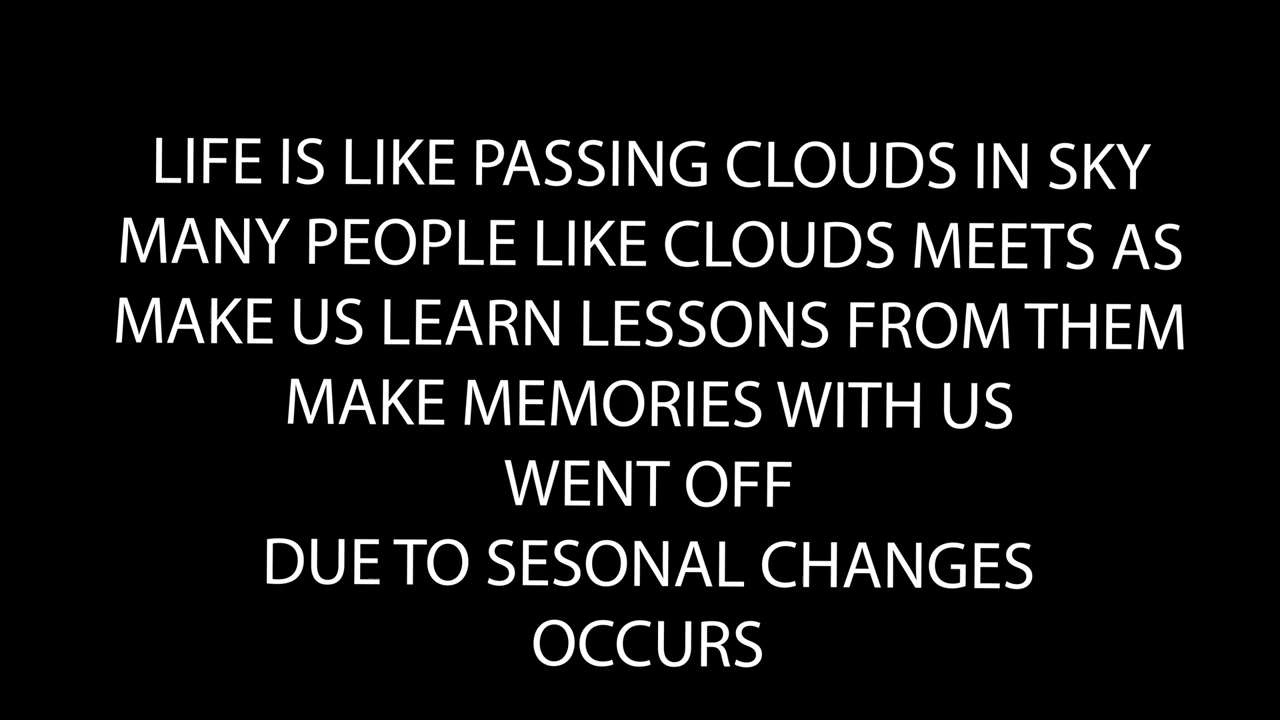 LIFE IS LIKE PASSING CLOUDS IN SKY
MANY PEOPLE LIKE CLOUDS MEETS AS
MAKE US LEARN LESSONS FROM THEM
MAKE MEMORIES WITH US
WENT OFF
DUE TO SESONAL CHANGES
OCCURS